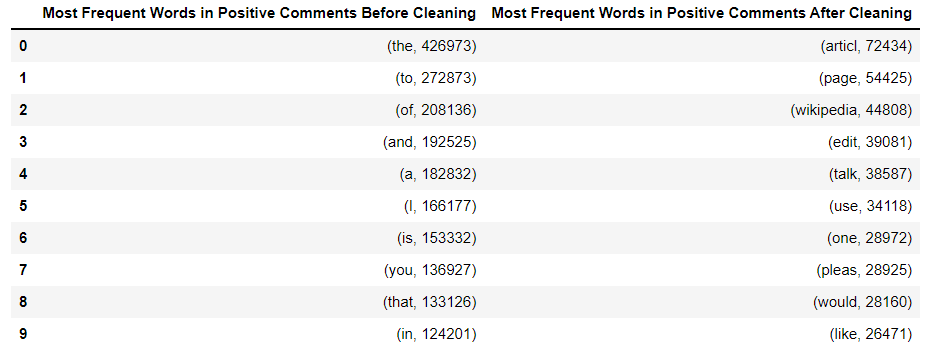 Most Frequent Words in Positive Comments Before Cleaning Most Frequent Words in Positive Comments After Cleaning
0 (the, 426973) (articl, 72434)
1 (to, 272873) (page, 54425)
2 (of, 208136) (wikipedia, 44808)
3 (and, 192525) (edit, 39081)
4 (a, 182832) (talk, 38587)
5 (I, 166177) (use, 34118)
6 (is, 153332) (one, 28972)
7 (you, 136927) (pleas, 28925)
8 (that, 133126) (would, 28160)
9 (in, 124201) (like, 26471)